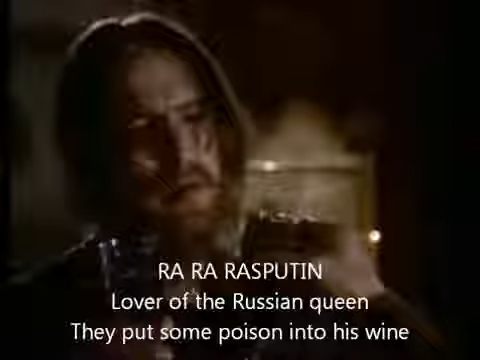 RA RA RASPUTIN
Lover of the Russian queen
They put some poison into his wine